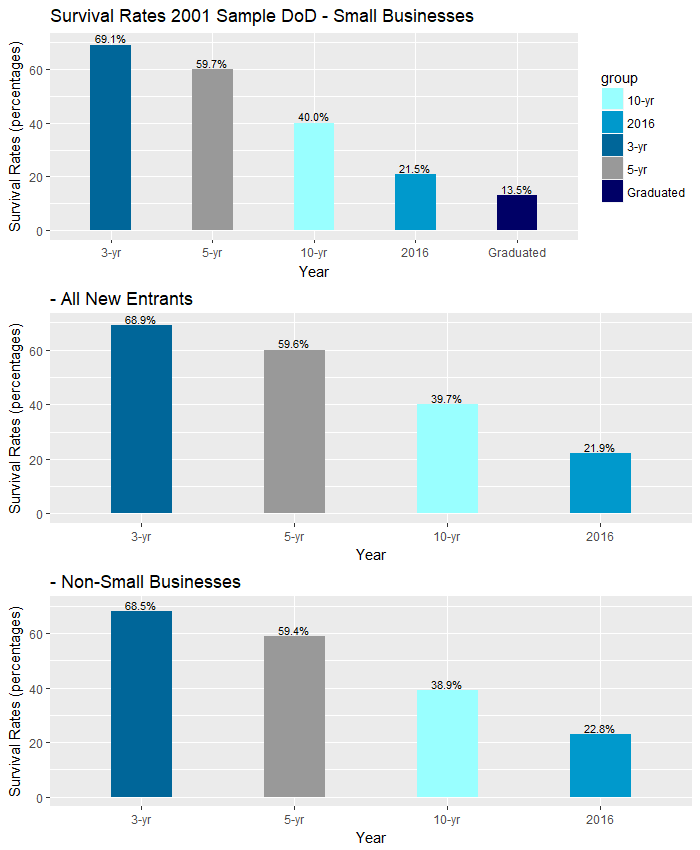 Survival Rates 2001 Sample DoD - Small Businesses
Survival Rates (percentages)
60
40
20
0
69.1%
59.7%
40.0%
21.5%
13.5%
3-yr
5-yr
10-yr
2016
Graduated
Year
group
10-yr
2016
3-yr
5-yr
Graduated
- All New Entrants
Survival Rates (percentages)
60
40
20
0
68.9%
59.6%
39.7%
21.9%
3-yr
5-yr
10-yr
2016
Year
- Non-Small Businesses
Survival Rates (percentages)
60
40
20
0
68.5%
59.4%
38.9%
22.8%
3-yr
5-yr
10-yr
2016
Year